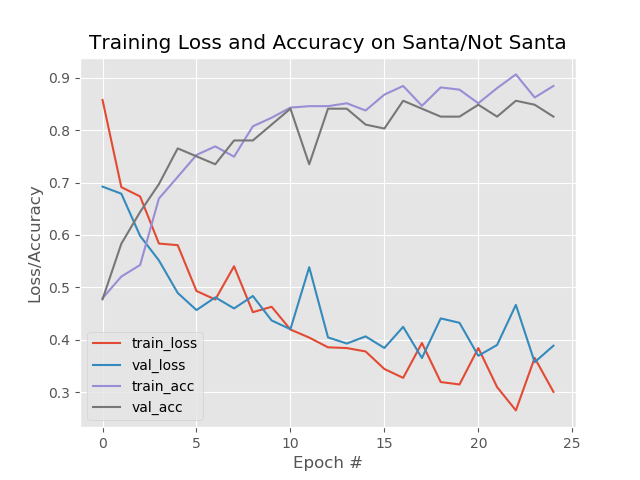 Training Loss and Accuracy on Santa/Not Santa
Loss/Accuracy
0.9
0.8
0.7
0.6
0.5
0.4
0.3
train_loss
val_loss
train_acc
val_acc
0 5 10 15 20 25
Epoch #